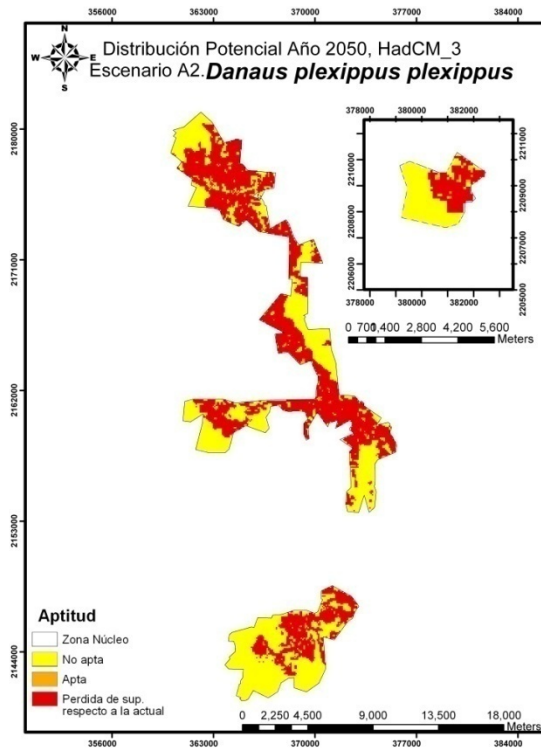 356000 363000 370000 377000 384000
N
W E
S
Distribución Potencial Año 2050, HadCM_3
Escenario A2. Danaus plexippus plexippus
378000 380000 382000
2180000
2171000
2162000
2153000
2144000
2211000
2210000
2209000
2208000
2207000
2206000
2205000
378000 380000 382000
0 700 1,400 2,800 4,200 5,600
Meters
Aptitud
Zona Núcleo
No apta
Apta
Perdida de sup.
respecto a la actual
0 2,250 4,500 9,000 13,500 18,000
Meters
356000 363000 370000 377000 384000